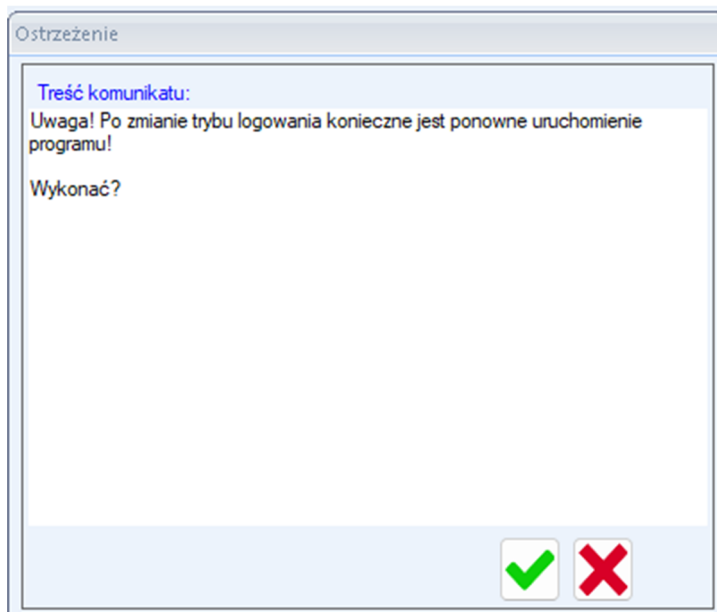 Ostrzeżenie
Treść komunikatu:
Uwaga! Po zmianie trybu logowania konieczne jest ponowne uruchomienie
programu!
Wykonać?